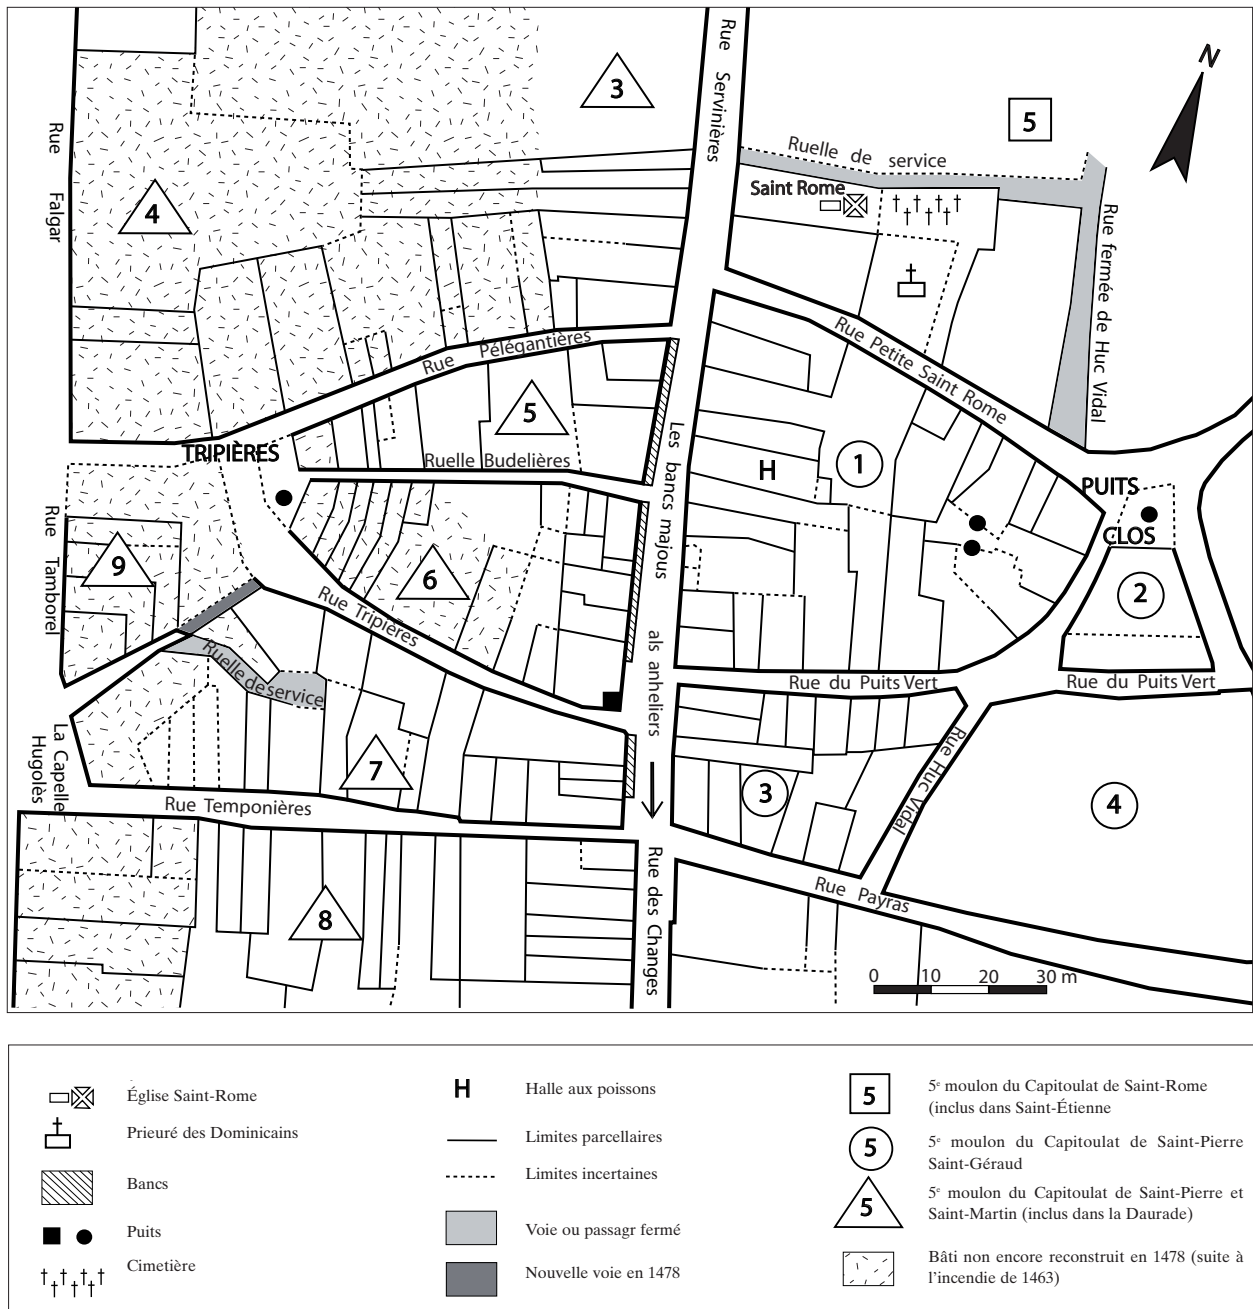 N
3
5
4
Rue Servinières
Ruelle de service
Saint Rome
Rue Falgar
Rue fermée de Huc Vidal
Rue Petite Saint Rome
Rue Pélégantières
5
TRIPIÈRES
Ruelle Budelières
Les bancs majous
H
1
PUITS
CLOS
Rue Tamborel
9
6
2
Rue Tripières
als anheliers
Ruelle de service
Rue du Puits Vert
Rue du Puits Vert
La Capelle
Hugolès
7
Rue Huc Vidal
3
4
Rue Temponières
Rue des Changes
Rue Payras
8
0 10 20 30 m
Église Saint-Rome
Prieuré des Dominicains
Bancs
Puits
Cimetière
H
Halle aux poissons
Limites parcellaires
Limites incertaines
Voie ou passagr fermé
Nouvelle voie en 1478
5
5e moulon du Capitoulat de Saint-Rome
(inclus dans Saint-Étienne
5
5e moulon du Capitoulat de Saint-Pierre
Saint-Géraud
5
5e moulon du Capitoulat de Saint-Pierre et
Saint-Martin (inclus dans la Daurade)
Bâti non encore reconstruit en 1478 (suite à
l'incendie de 1463)